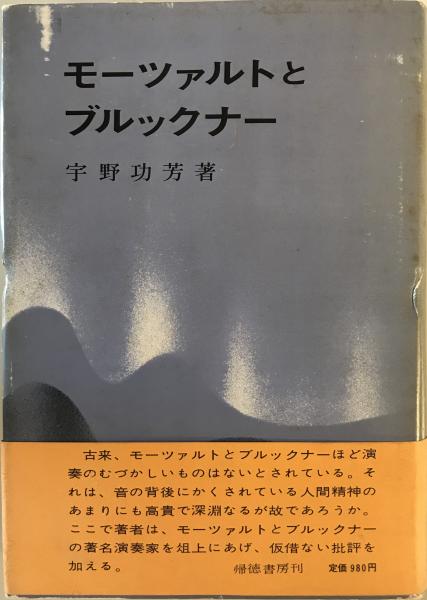 モーツァルトと
ブルックナー
宇野功芳著
古来、モーツァルトとブルックナーほど演
奏のむづかしいものはないとされている。そ
れは、音の背後にかくされている人間精神の
あまりにも高貴で深淵なるが故であろうか。
ここで著者は、モーツァルトとブルックナー
の著名演奏家を俎上にあげ、仮借ない批評を
加える。
帰徳書房刊 定価 980円